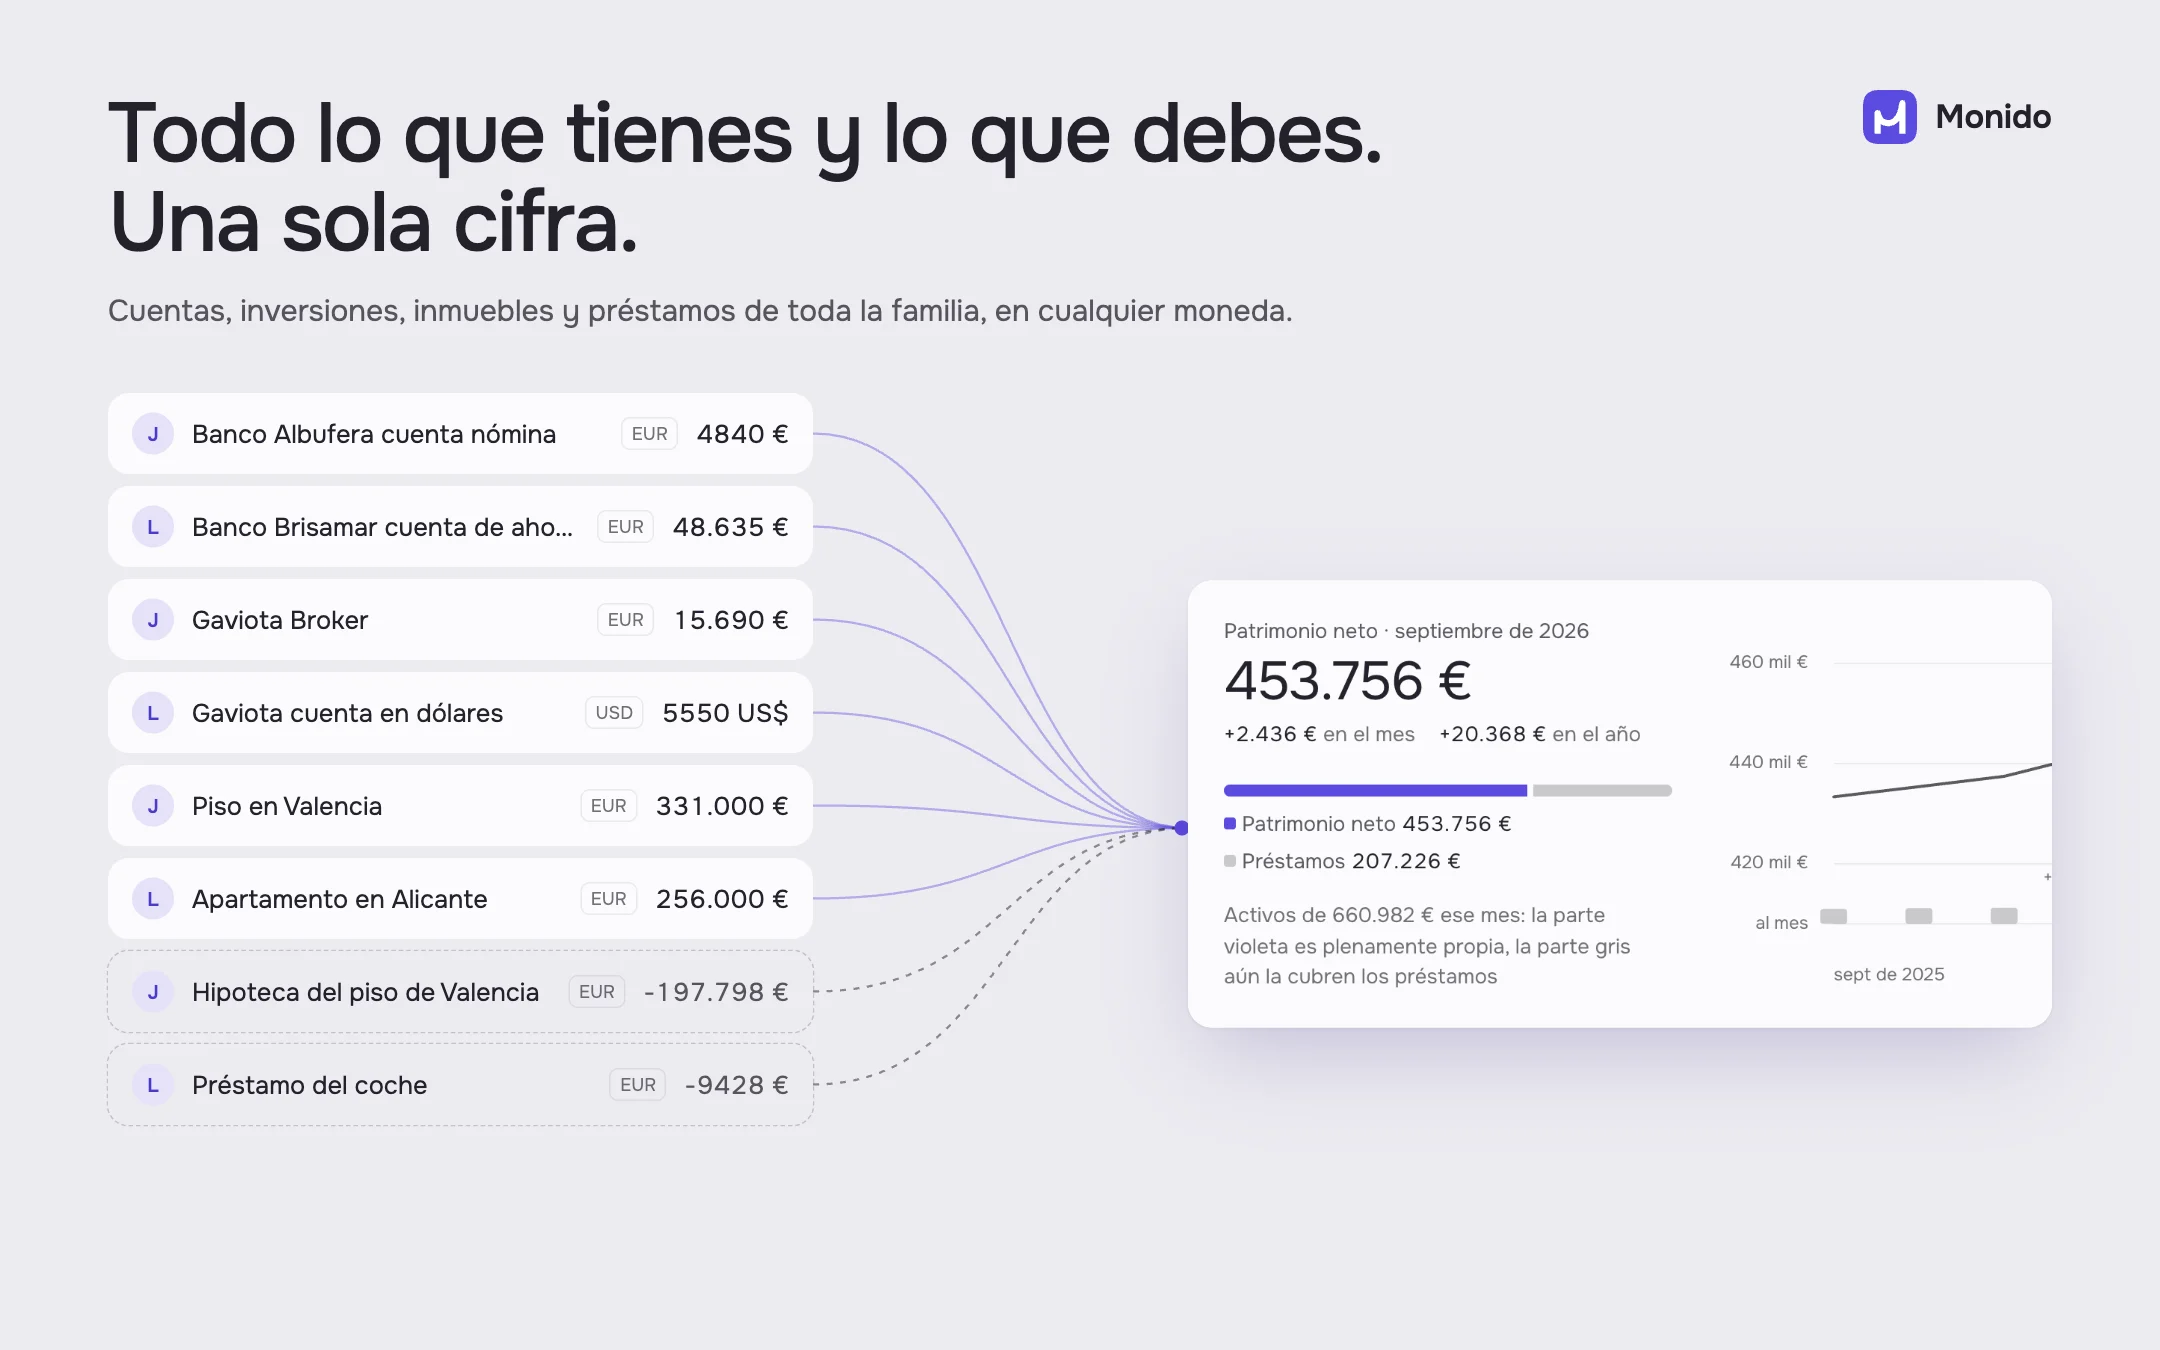 Todo lo que tienes y lo que debes.
Una sola cifra.
Monido
Cuentas, inversiones, inmuebles y préstamos de toda la familia, en cualquier moneda.
J Banco Albufera cuenta nómina EUR 4840 €
L Banco Brisamar cuenta de aho... EUR 48.635 €
J Gaviota Broker EUR 15.690 €
L Gaviota cuenta en dólares USD 5550 US$
J Piso en Valencia EUR 331.000 €
L Apartamento en Alicante EUR 256.000 €
J Hipoteca del piso de Valencia EUR -197.798 €
L Préstamo del coche EUR -9428 €
Patrimonio neto · septiembre de 2026
453.756 €
+2.436 € en el mes +20.368 € en el año
Patrimonio neto 453.756 €
Préstamos 207.226 €
Activos de 660.982 € ese mes: la parte
violeta es plenamente propia, la parte gris
aún la cubren los préstamos
460 mil €
440 mil €
420 mil €
+
al mes
sept de 2025